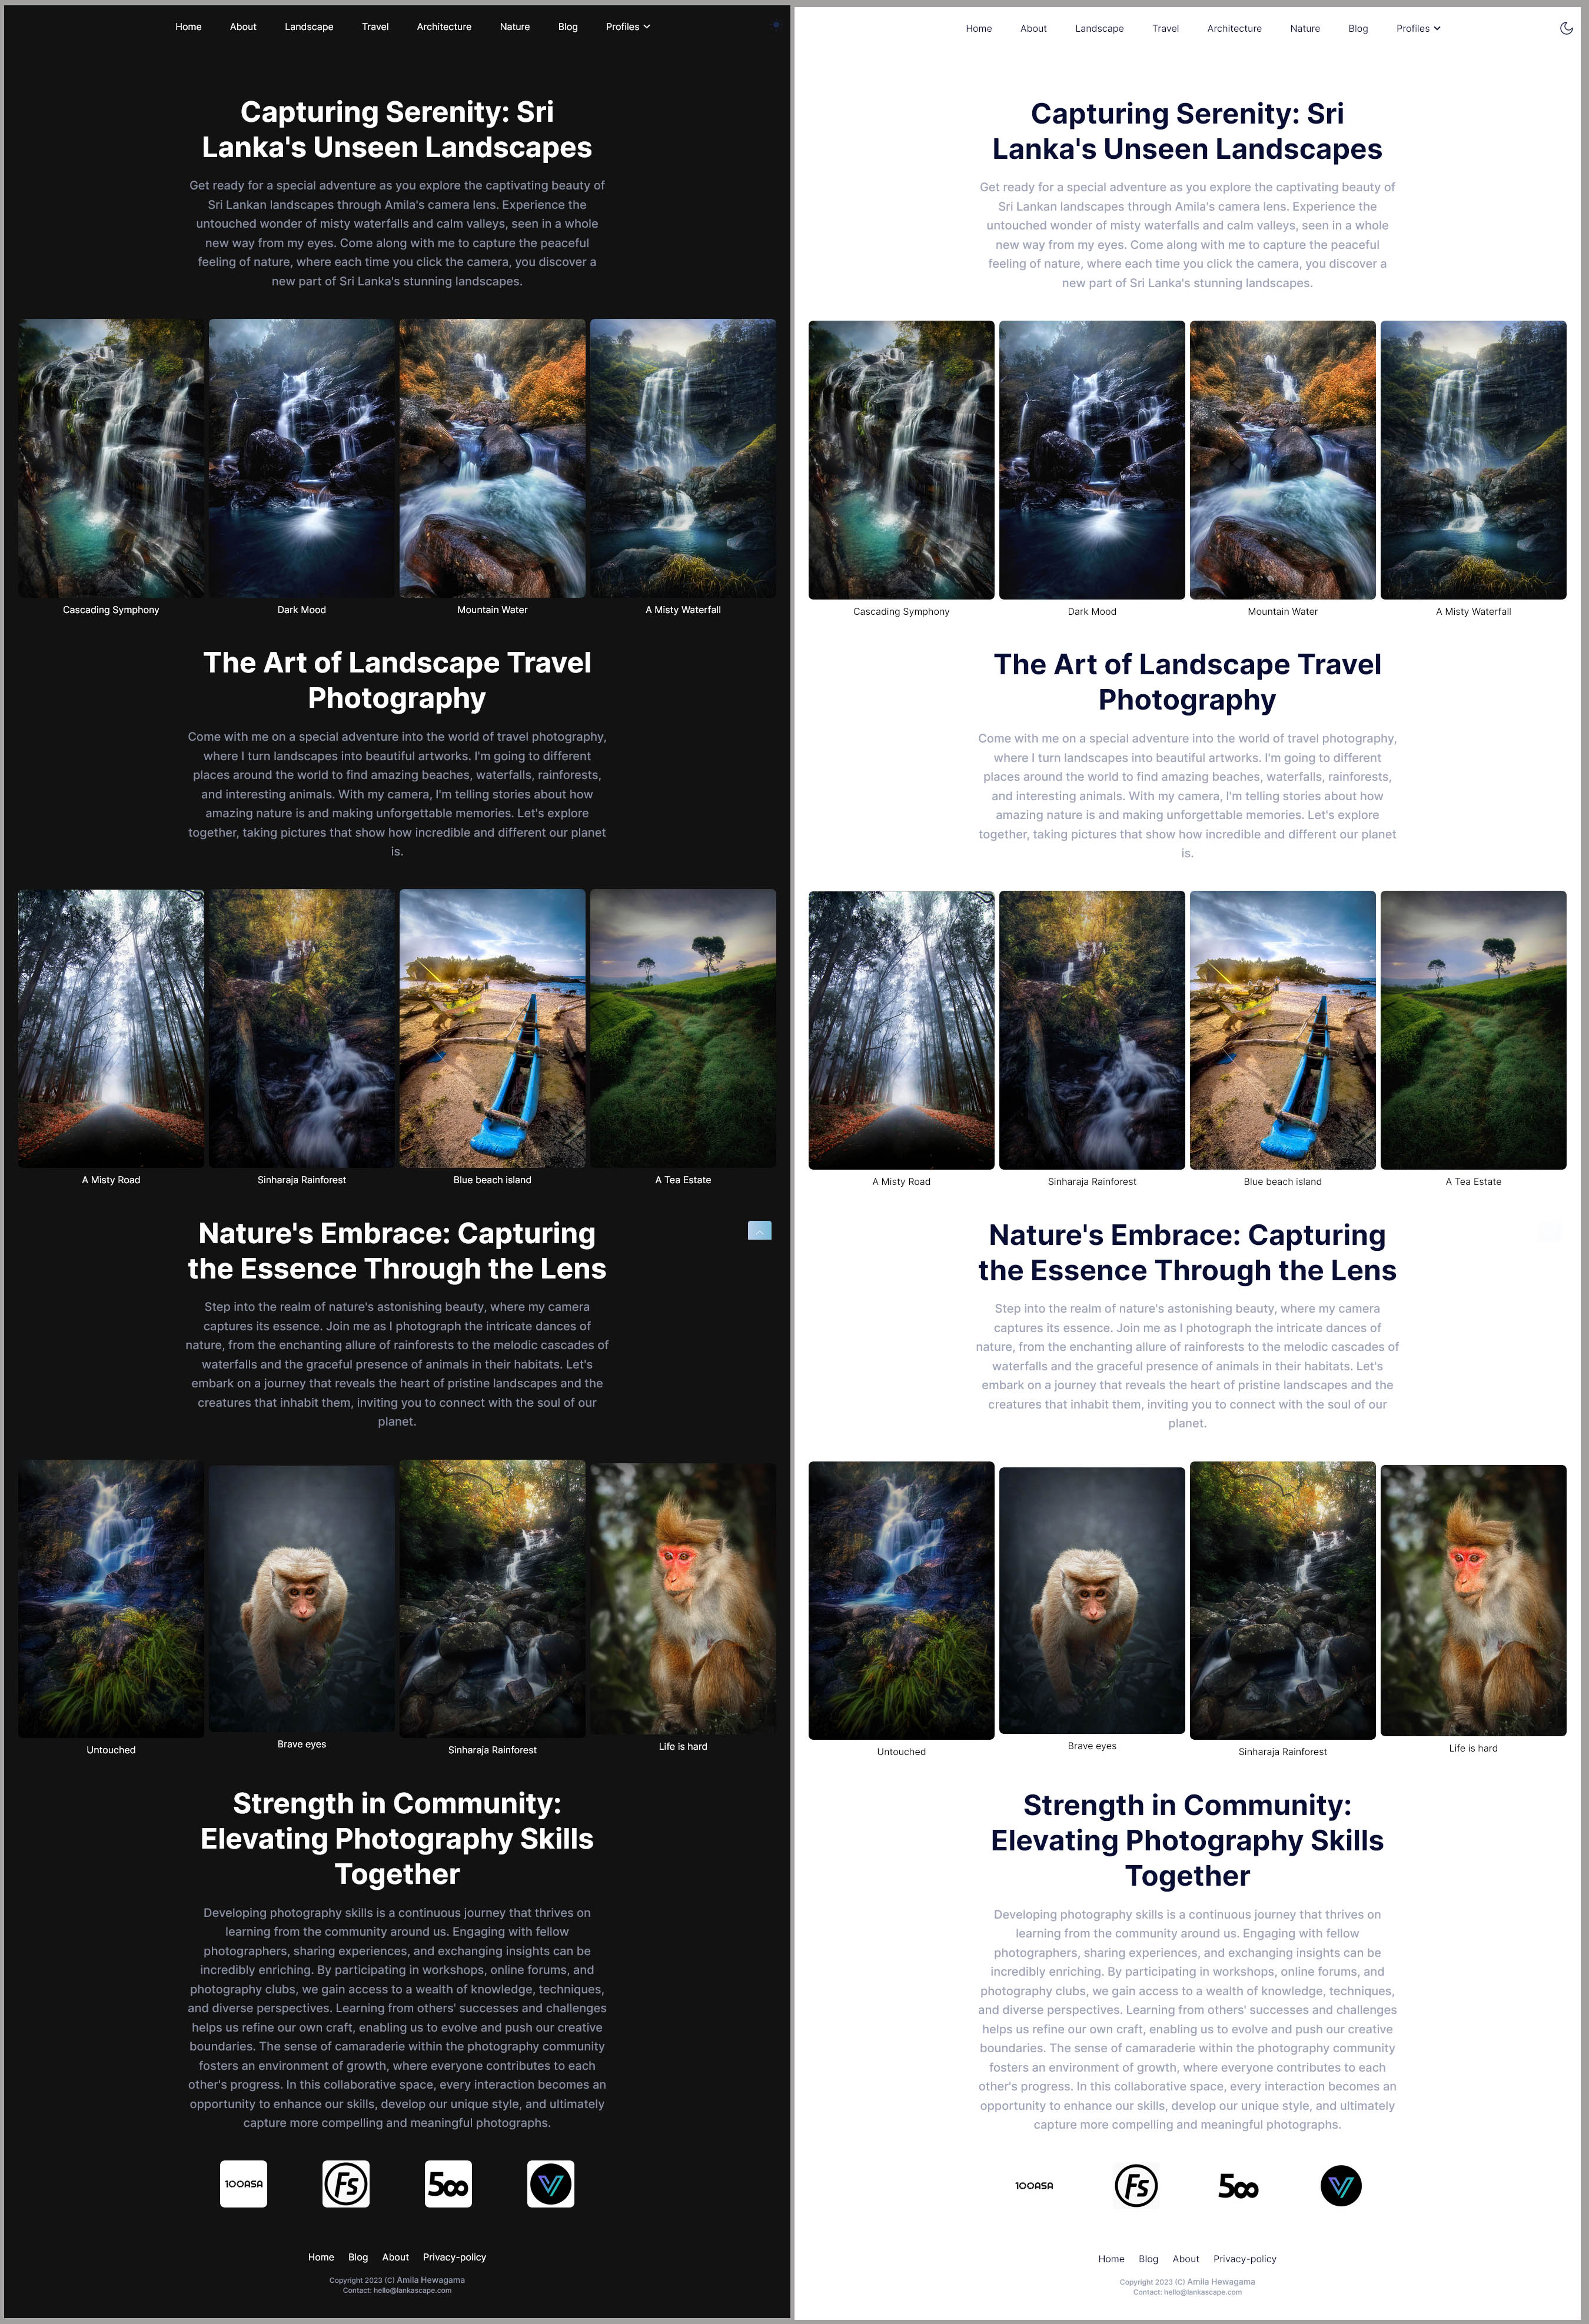 Home About Landscape Travel Architecture Nature Blog Profiles
Capturing Serenity: Sri
Lanka's Unseen Landscapes
Get ready for a special adventure as you explore the captivating beauty of
Sri Lankan landscapes through Amila's camera lens. Experience the
untouched wonder of misty waterfalls and calm valleys, seen in a whole
new way from my eyes. Come along with me to capture the peaceful
feeling of nature, where each time you click the camera, you discover a
new part of Sri Lanka's stunning landscapes.
Cascading Symphony Dark Mood Mountain Water A Misty Waterfall
The Art of Landscape Travel
Photography
Come with me on a special adventure into the world of travel photography,
where I turn landscapes into beautiful artworks. I'm going to different
places around the world to find amazing beaches, waterfalls, rainforests,
and interesting animals. With my camera, I'm telling stories about how
amazing nature is and making unforgettable memories. Let's explore
together, taking pictures that show how incredible and different our planet
is.
A Misty Road Sinharaja Rainforest Blue beach island A Tea Estate
Nature's Embrace: Capturing
the Essence Through the Lens
Step into the realm of nature's astonishing beauty, where my camera
captures its essence. Join me as I photograph the intricate dances of
nature, from the enchanting allure of rainforests to the melodic cascades of
waterfalls and the graceful presence of animals in their habitats. Let's
embark on a journey that reveals the heart of pristine landscapes and the
creatures that inhabit them, inviting you to connect with the soul of our
planet.
Untouched Brave eyes Sinharaja Rainforest Life is hard
Strength in Community:
Elevating Photography Skills
Together
Developing photography skills is a continuous journey that thrives on
learning from the community around us. Engaging with fellow
photographers, sharing experiences, and exchanging insights can be
incredibly enriching. By participating in workshops, online forums, and
photography clubs, we gain access to a wealth of knowledge, techniques,
and diverse perspectives. Learning from others' successes and challenges
helps us refine our own craft, enabling us to evolve and push our creative
boundaries. The sense of camaraderie within the photography community
fosters an environment of growth, where everyone contributes to each
other's progress. In this collaborative space, every interaction becomes an
opportunity to enhance our skills, develop our unique style, and ultimately
capture more compelling and meaningful photographs.
100ASA Fs 500 V
Home Blog About Privacy-policy
Copyright 2023 (C) Amila Hewagama
Contact: hello@lankascape.com
Home About Landscape Travel Architecture Nature Blog Profiles
Capturing Serenity: Sri
Lanka's Unseen Landscapes
Get ready for a special adventure as you explore the captivating beauty of
Sri Lankan landscapes through Amila's camera lens. Experience the
untouched wonder of misty waterfalls and calm valleys, seen in a whole
new way from my eyes. Come along with me to capture the peaceful
feeling of nature, where each time you click the camera, you discover a
new part of Sri Lanka's stunning landscapes.
Cascading Symphony Dark Mood Mountain Water A Misty Waterfall
The Art of Landscape Travel
Photography
Come with me on a special adventure into the world of travel photography,
where I turn landscapes into beautiful artworks. I'm going to different
places around the world to find amazing beaches, waterfalls, rainforests,
and interesting animals. With my camera, I'm telling stories about how
amazing nature is and making unforgettable memories. Let's explore
together, taking pictures that show how incredible and different our planet
is.
A Misty Road Sinharaja Rainforest Blue beach island A Tea Estate
Nature's Embrace: Capturing
the Essence Through the Lens
Step into the realm of nature's astonishing beauty, where my camera
captures its essence. Join me as I photograph the intricate dances of
nature, from the enchanting allure of rainforests to the melodic cascades of
waterfalls and the graceful presence of animals in their habitats. Let's
embark on a journey that reveals the heart of pristine landscapes and the
creatures that inhabit them, inviting you to connect with the soul of our
planet.
Untouched Brave eyes Sinharaja Rainforest Life is hard
Strength in Community:
Elevating Photography Skills
Together
Developing photography skills is a continuous journey that thrives on
learning from the community around us. Engaging with fellow
photographers, sharing experiences, and exchanging insights can be
incredibly enriching. By participating in workshops, online forums, and
photography clubs, we gain access to a wealth of knowledge, techniques,
and diverse perspectives. Learning from others' successes and challenges
helps us refine our own craft, enabling us to evolve and push our creative
boundaries. The sense of camaraderie within the photography community
fosters an environment of growth, where everyone contributes to each
other's progress. In this collaborative space, every interaction becomes an
opportunity to enhance our skills, develop our unique style, and ultimately
capture more compelling and meaningful photographs.
100ASA Fs 500 V
Home Blog About Privacy-policy
Copyright 2023 (C) Amila Hewagama
Contact: hello@lankascape.com